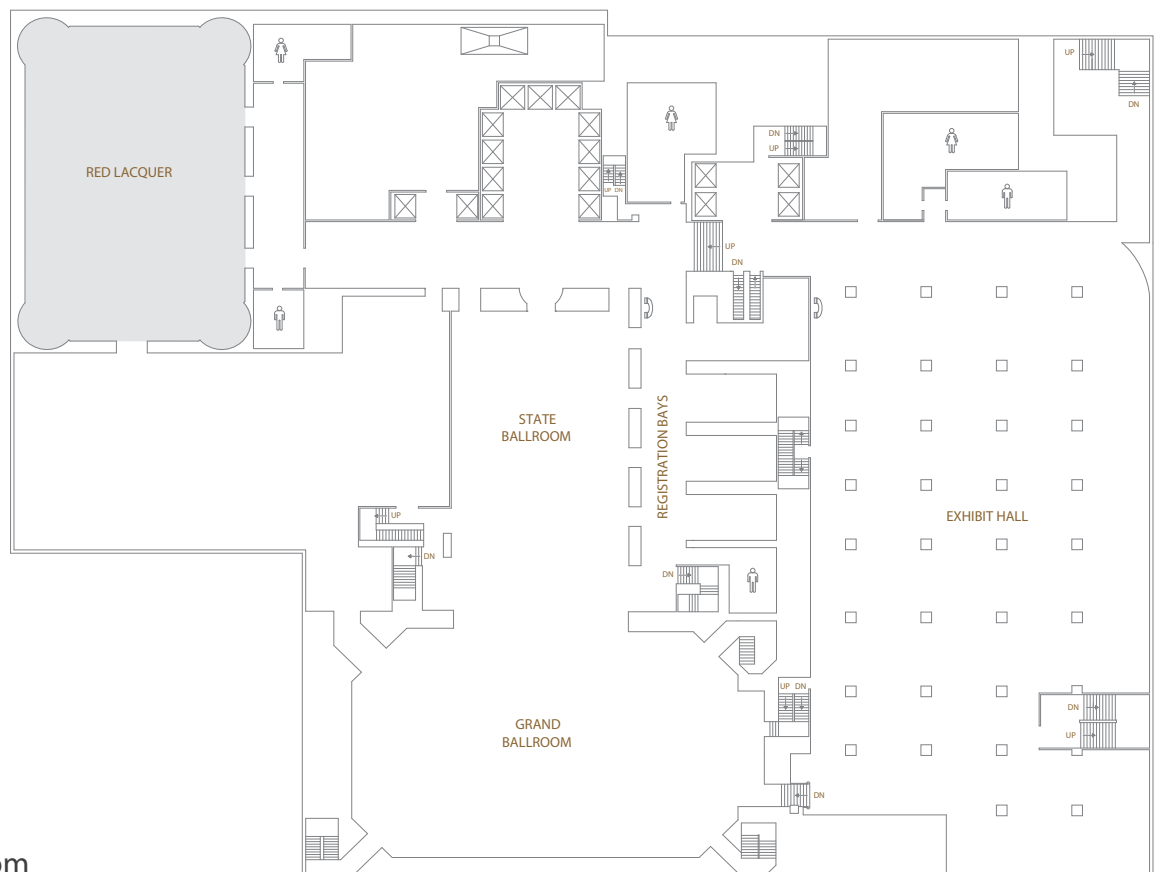 UP
DN
DN
UP
RED LACQUER
UP DN
UP
DN
STATE
BALLROOM
REGISTRATION BAYS
UP
EXHIBIT HALL
DN
DN
UP DN
DN
GRAND
BALLROOM
UP
DN
om